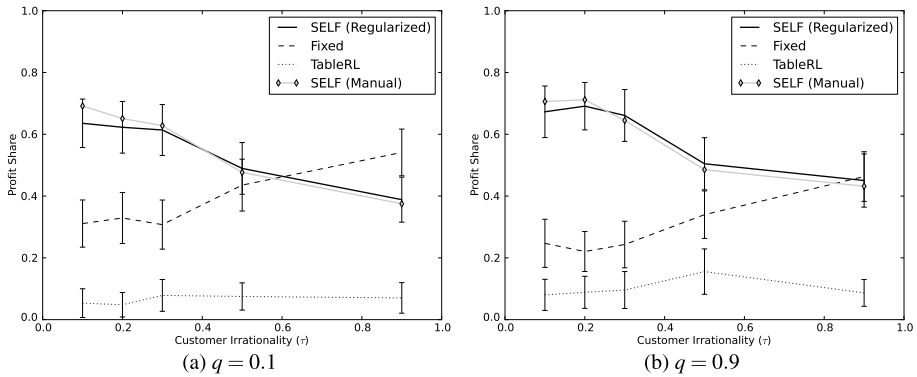 1.0
0.8
0.6
0.4
0.2
0.0
0.0 0.2 0.4 0.6 0.8 1.0
Profit Share
Customer Irrationality (τ)
SELF (Regularized)
Fixed
TableRL
SELF (Manual)
(a) q = 0.1
1.0
0.8
0.6
0.4
0.2
0.0
0.0 0.2 0.4 0.6 0.8 1.0
Profit Share
Customer Irrationality (τ)
SELF (Regularized)
Fixed
TableRL
SELF (Manual)
(b) q = 0.9